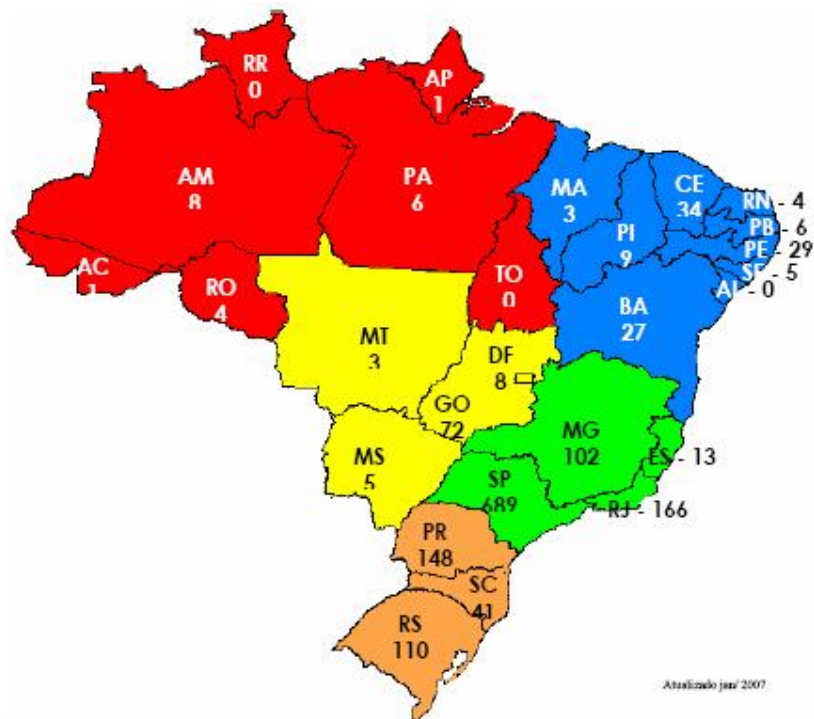 RR
0
AP
1
AM
8
PA
6
MA
3
CE
34
RN - 4
PB - 6
PI
9
PE - 29
SE - 5
AL - 0
AC
1
RO
4
TO
0
BA
27
MT
3
DF
8
GO
72
MG
102
ES - 13
MS
5
SP
689
RJ - 166
PR
148
SC
41
RS
110
Atualizado jan/ 2007